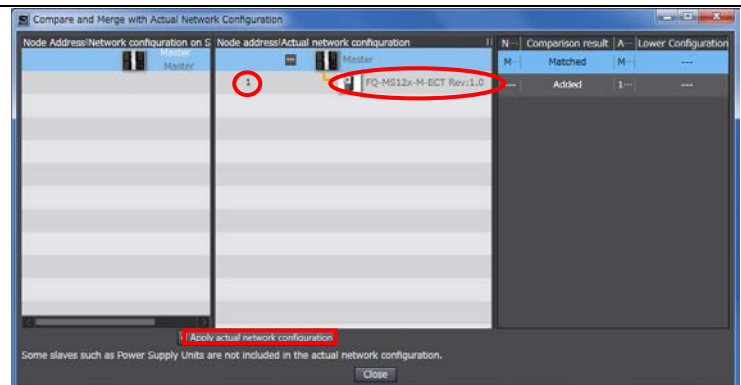 Compare and Merge with Actual Network Configuration
Node Address|Network configuration on S Node address|Actual network configuration N··· Comparison result A··· Lower Configuration
Master
Master
Master
M··· Matched M··· ---
1 FQ-MS12x-M-ECT Rev:1.0 --- Added 1··· ---
Apply actual network configuration
Some slaves such as Power Supply Units are not included in the actual network configuration.
Close